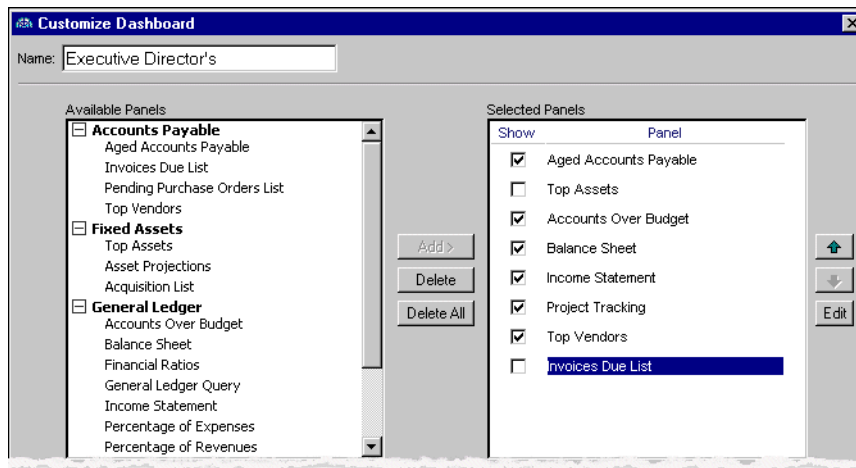 Customize Dashboard
Name: Executive Director's
Available Panels
Accounts Payable
Aged Accounts Payable
Invoices Due List
Pending Purchase Orders List
Top Vendors
Fixed Assets
Top Assets
Asset Projections
Acquisition List
General Ledger
Accounts Over Budget
Balance Sheet
Financial Ratios
General Ledger Query
Income Statement
Percentage of Expenses
Percentage of Revenues
Add >
Delete
Delete All
Selected Panels
Show Panel
Aged Accounts Payable
Top Assets
Accounts Over Budget
Balance Sheet
Income Statement
Project Tracking
Top Vendors
Invoices Due List
Edit